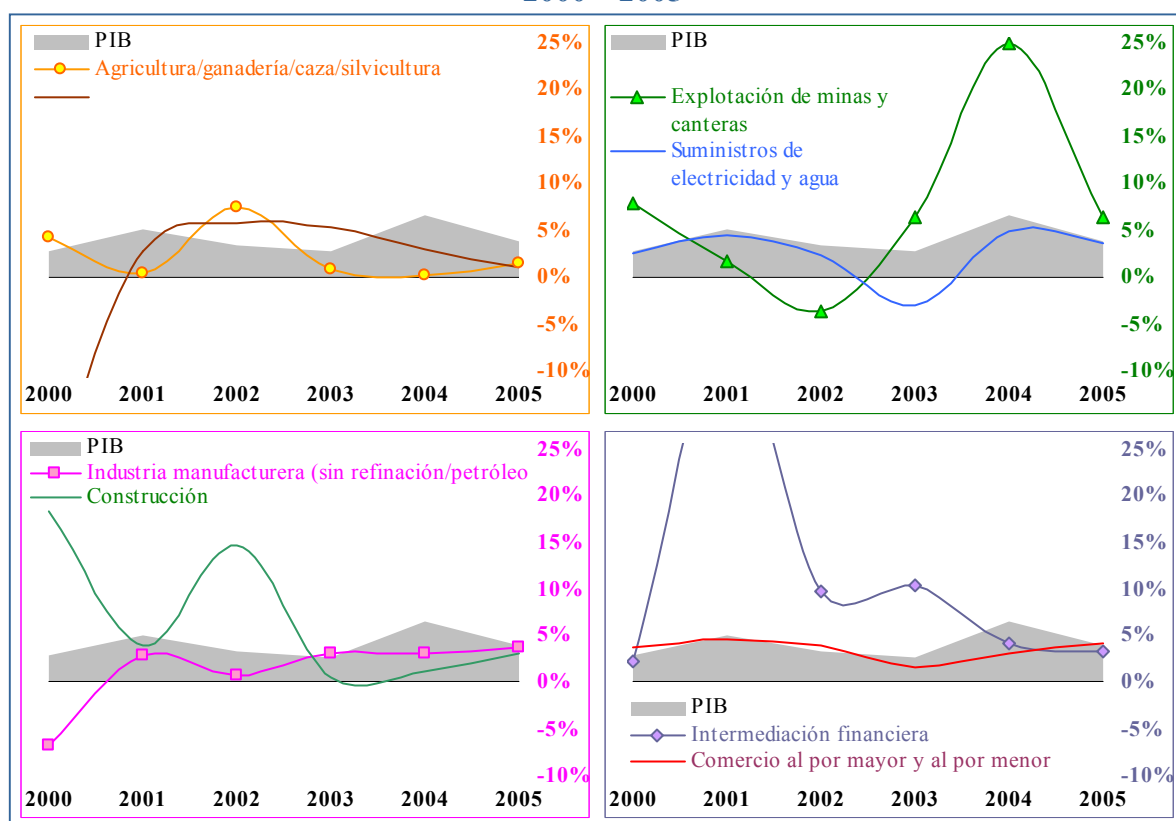 PIB
Agricultura/ganadería/caza/silvicultura
25%
20%
15%
10%
5%
0%
-5%
-10%
2000 2001 2002 2003 2004 2005
PIB
Explotación de minas y
canteras
Suministros de
electricidad y agua
25%
20%
15%
10%
5%
0%
-5%
-10%
2000 2001 2002 2003 2004 2005
PIB
Industria manufacturera (sin refinación/petróleo
Construcción
25%
20%
15%
10%
5%
0%
-5%
-10%
2000 2001 2002 2003 2004 2005
25%
20%
15%
10%
5%
0%
-5%
-10%
PIB
Intermediación financiera
Comercio al por mayor y al por menor
2000 2001 2002 2003 2004 2005